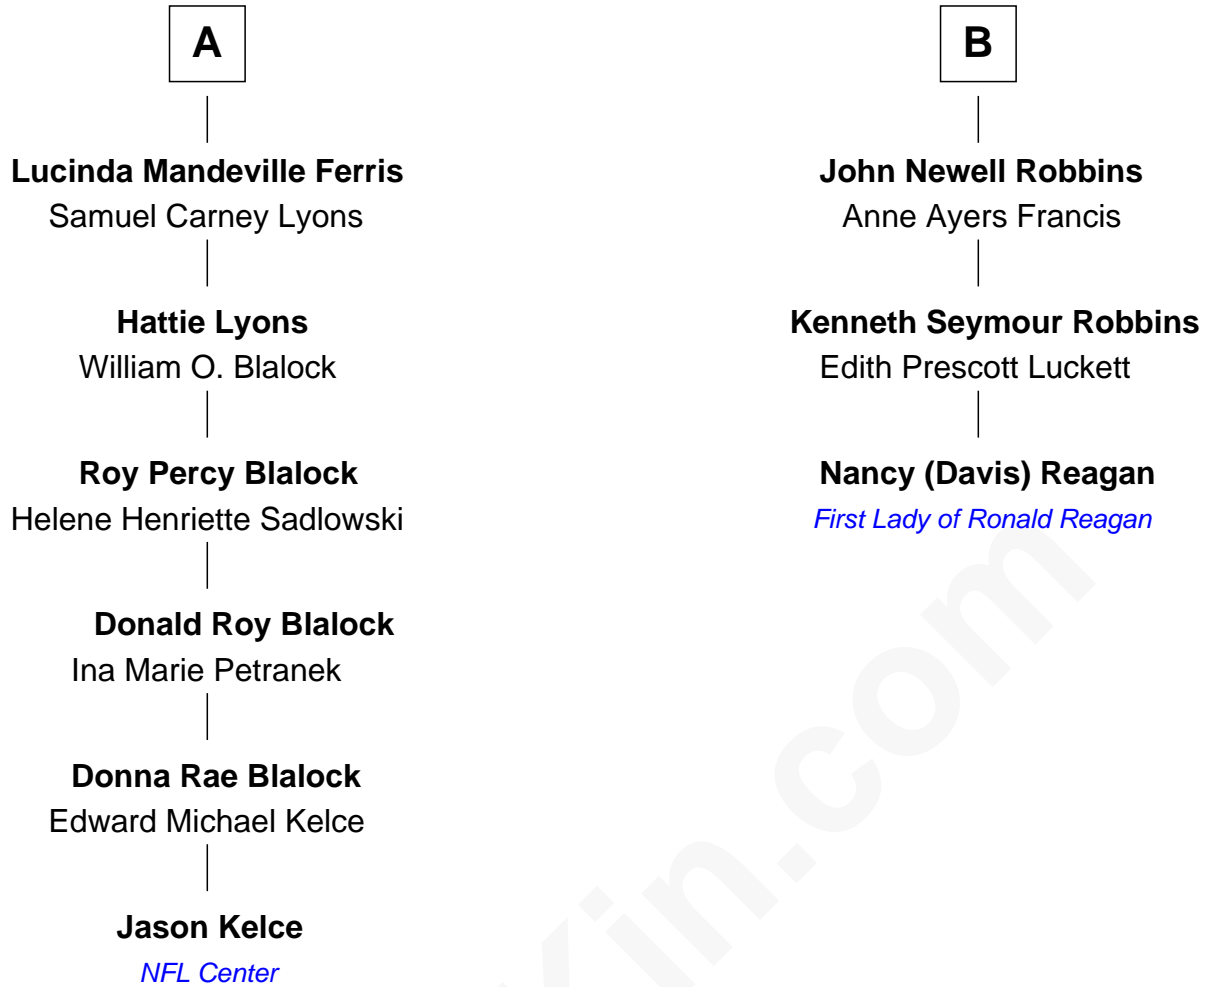 A
Lucinda Mandeville Ferris
Samuel Carney Lyons
Hattie Lyons
William O. Blalock
Roy Percy Blalock
Helene Henriette Sadlowski
Donald Roy Blalock
Ina Marie Petranek
Donna Rae Blalock
Edward Michael Kelce
Jason Kelce
NFL Center
B
John Newell Robbins
Anne Ayers Francis
Kenneth Seymour Robbins
Edith Prescott Luckett
Nancy (Davis) Reagan
First Lady of Ronald Reagan
Kin.com